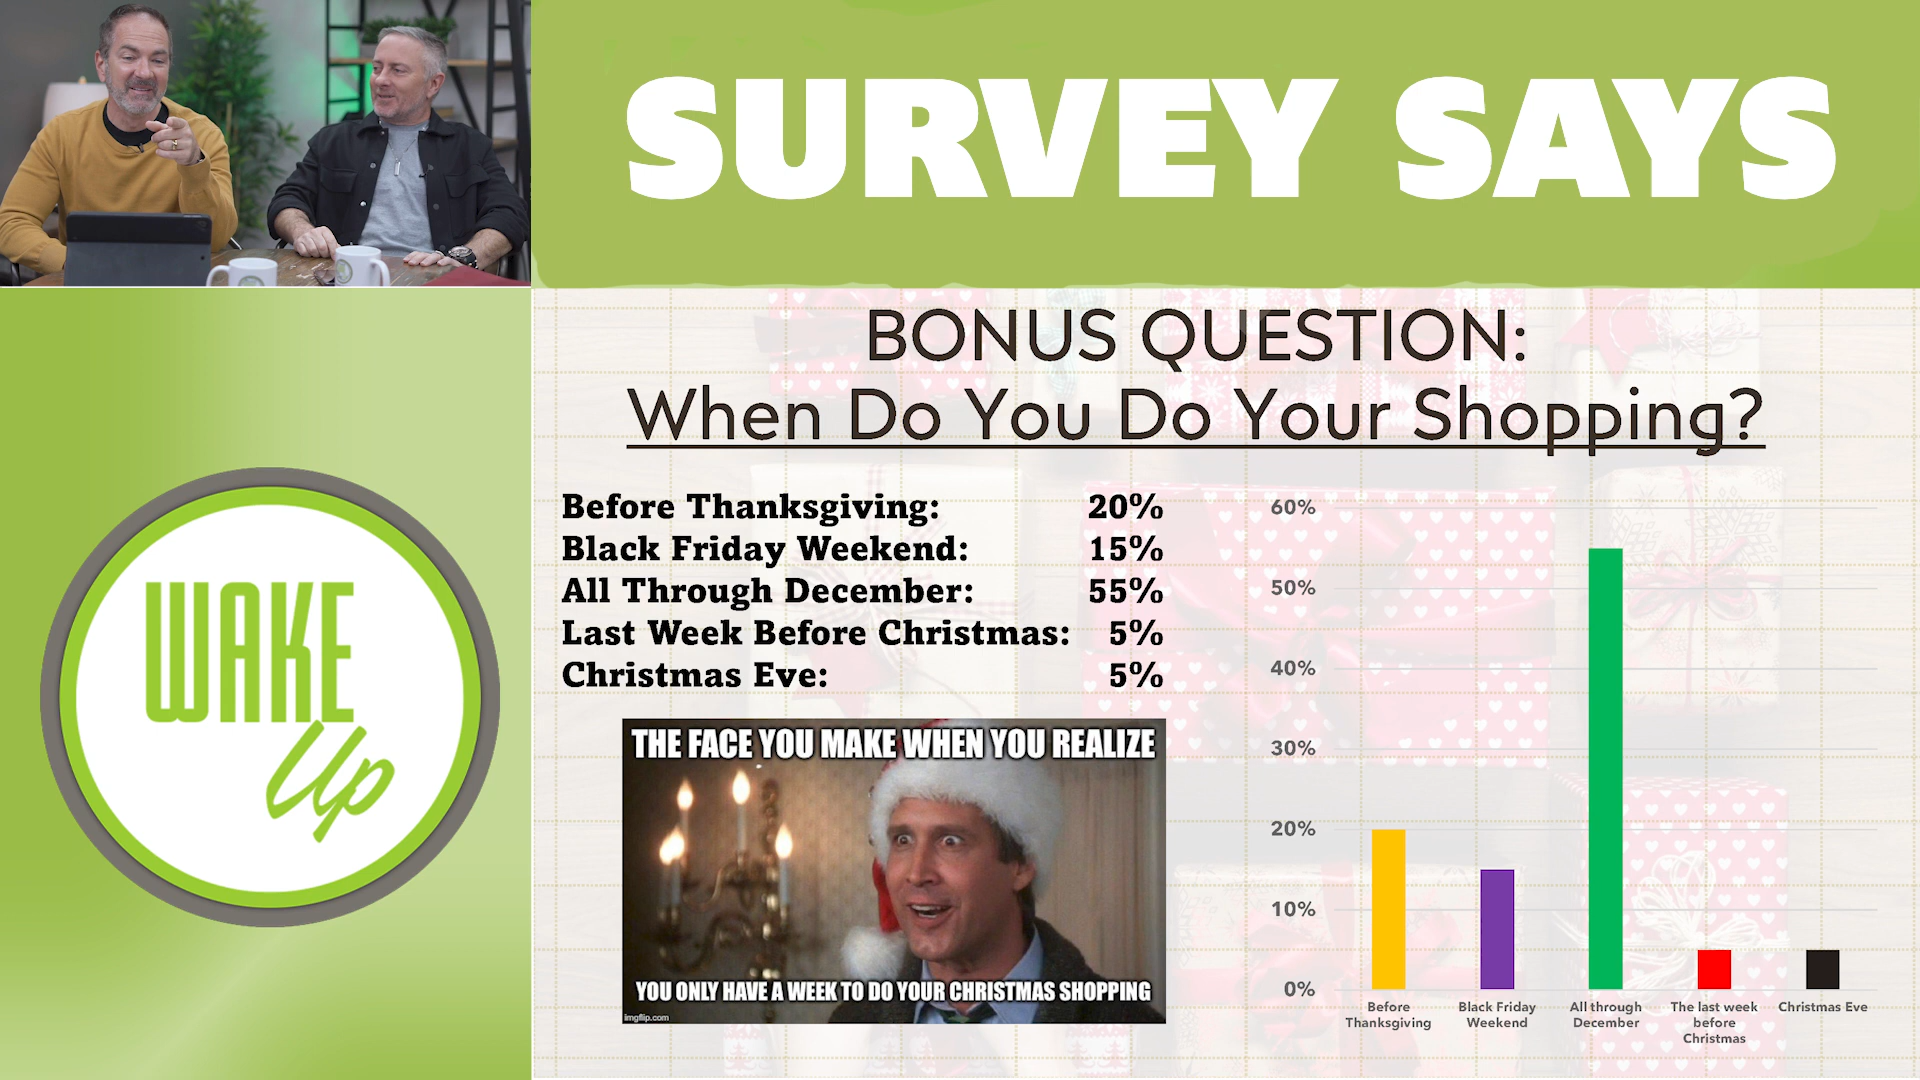 SURVEY SAYS
BONUS QUESTION:
When Do You Do Your Shopping?
Before Thanksgiving: 20%
Black Friday Weekend: 15%
All Through December: 55%
Last Week Before Christmas: 5%
Christmas Eve: 5%
60%
50%
40%
30%
20%
10%
0%
Before
Thanksgiving
Black Friday
Weekend
All through
December
The last week
before
Christmas
Christmas Eve
THE FACE YOU MAKE WHEN YOU REALIZE
YOU ONLY HAVE A WEEK TO DO YOUR CHRISTMAS SHOPPING
imgflip.com
WAKE
Up